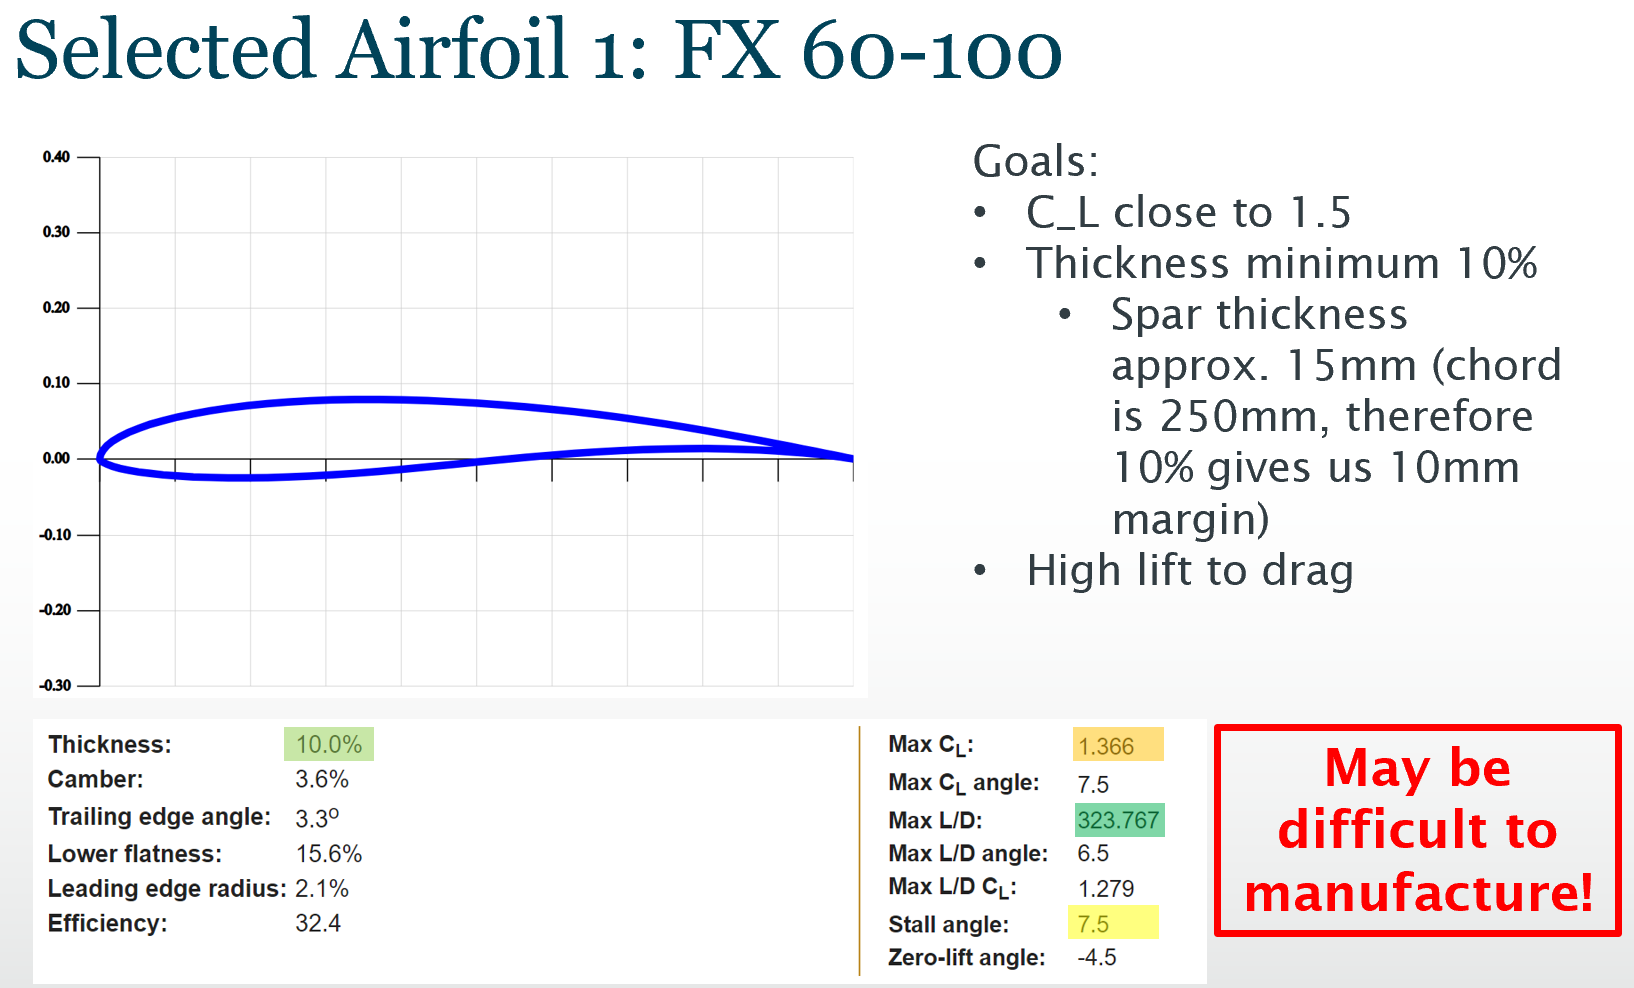 Selected Airfoil 1: FX 60-100
0.40
0.30
0.20
0.10
0.00
-0.10
-0.20
-0.30
Goals:
• C_L close to 1.5
• Thickness minimum 10%
• Spar thickness
approx. 15mm (chord
is 250mm, therefore
10% gives us 10mm
margin)
• High lift to drag
Thickness: 10.0%
Camber: 3.6%
Trailing edge angle: 3.3º
Lower flatness: 15.6%
Leading edge radius: 2.1%
Efficiency: 32.4
Max CL: 1.366
Max CL angle: 7.5
Max L/D: 323.767
Max L/D angle: 6.5
Max L/D CL: 1.279
Stall angle: 7.5
Zero-lift angle: -4.5
May be
difficult to
manufacture!